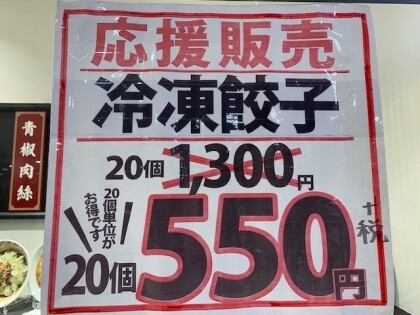 応援販売
冷凍餃子
20個 1,300円
20個単位が
お得です
20個 550円
+税
青椒肉絲